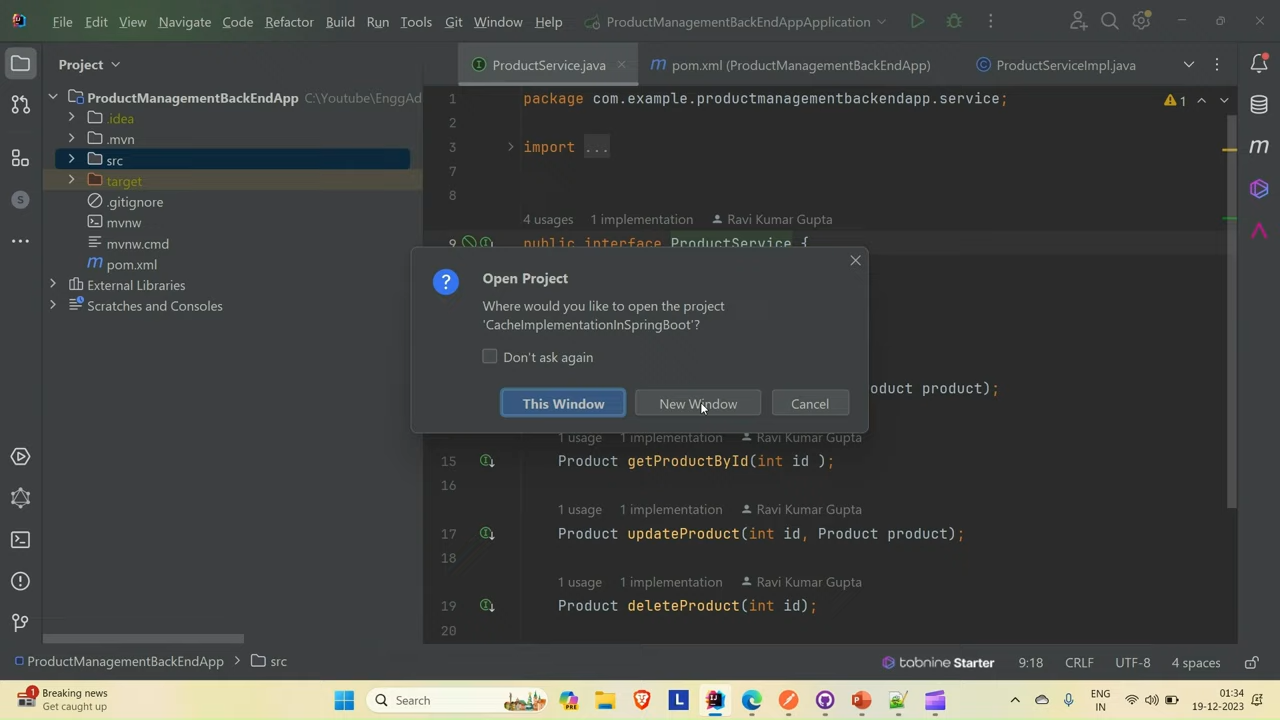 File Edit View Navigate Code Refactor Build Run Tools Git Window Help ProductManagementBackEndAppApplication
Project
ProductService.java
pom.xml (ProductManagementBackEndApp)
ProductServiceImpl.java
ProductManagementBackEndApp C:\Youtube\EnggAd
.idea
.mvn
src
target
.gitignore
mvnw
mvnw.cmd
pom.xml
External Libraries
Scratches and Consoles
1 package com.example.productmanagementbackendapp.service;
1
2
3 import ...
7
8
4 usages 1 implementation Ravi Kumar Gupta
9 public interface ProductService {
Open Project
Where would you like to open the project
'CacheImplementationInSpringBoot'?
Don't ask again
This Window New Window Cancel
oduct product);
1 usage 1 implementation Ravi Kumar Gupta
15 Product getProductById(int id );
16
1 usage 1 implementation Ravi Kumar Gupta
17 Product updateProduct(int id, Product product);
18
1 usage 1 implementation Ravi Kumar Gupta
19 Product deleteProduct(int id);
20
ProductManagementBackEndApp > src
tabnine Starter 9:18 CRLF UTF-8 4 spaces
1 Breaking news
Get caught up
Search
PRE
L
ENG
IN
01:34
19-12-2023